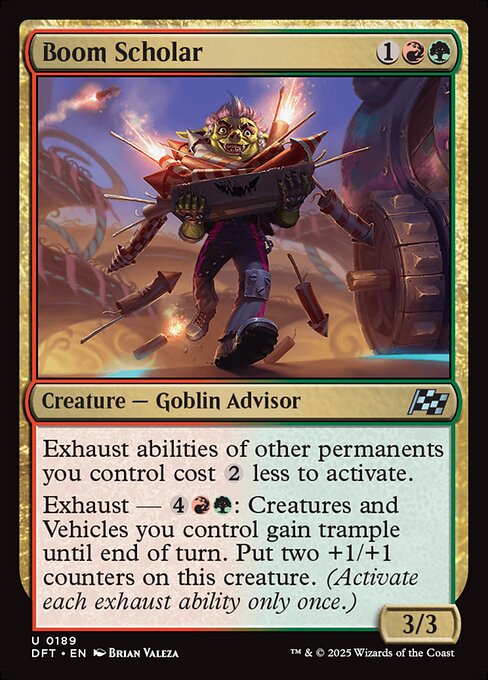 Boom Scholar 1
Creature — Goblin Advisor
Exhaust abilities of other permanents
you control cost 2 less to activate.
Exhaust — 4: Creatures and
Vehicles you control gain trample
until end of turn. Put two +1/+1
counters on this creature. (Activate
each exhaust ability only once.)
3/3
U 0189
DFT • EN Brian Valeza
™ & © 2025 Wizards of the Coast